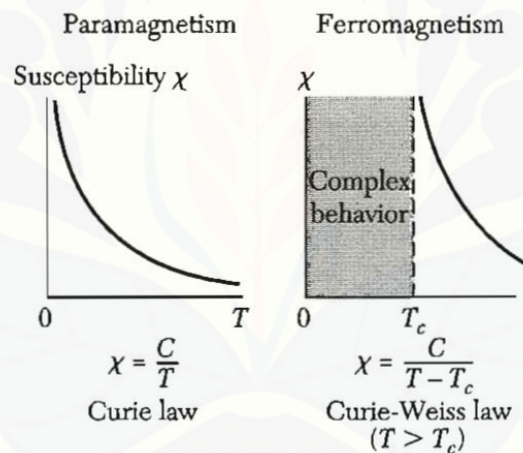 Paramagnetism
Susceptibility χ
0
T
χ = C/T
Curie law
Ferromagnetism
χ
Complex
behavior
0
T_c
χ = C/(T − T_c)
Curie-Weiss law
(T > T_c)